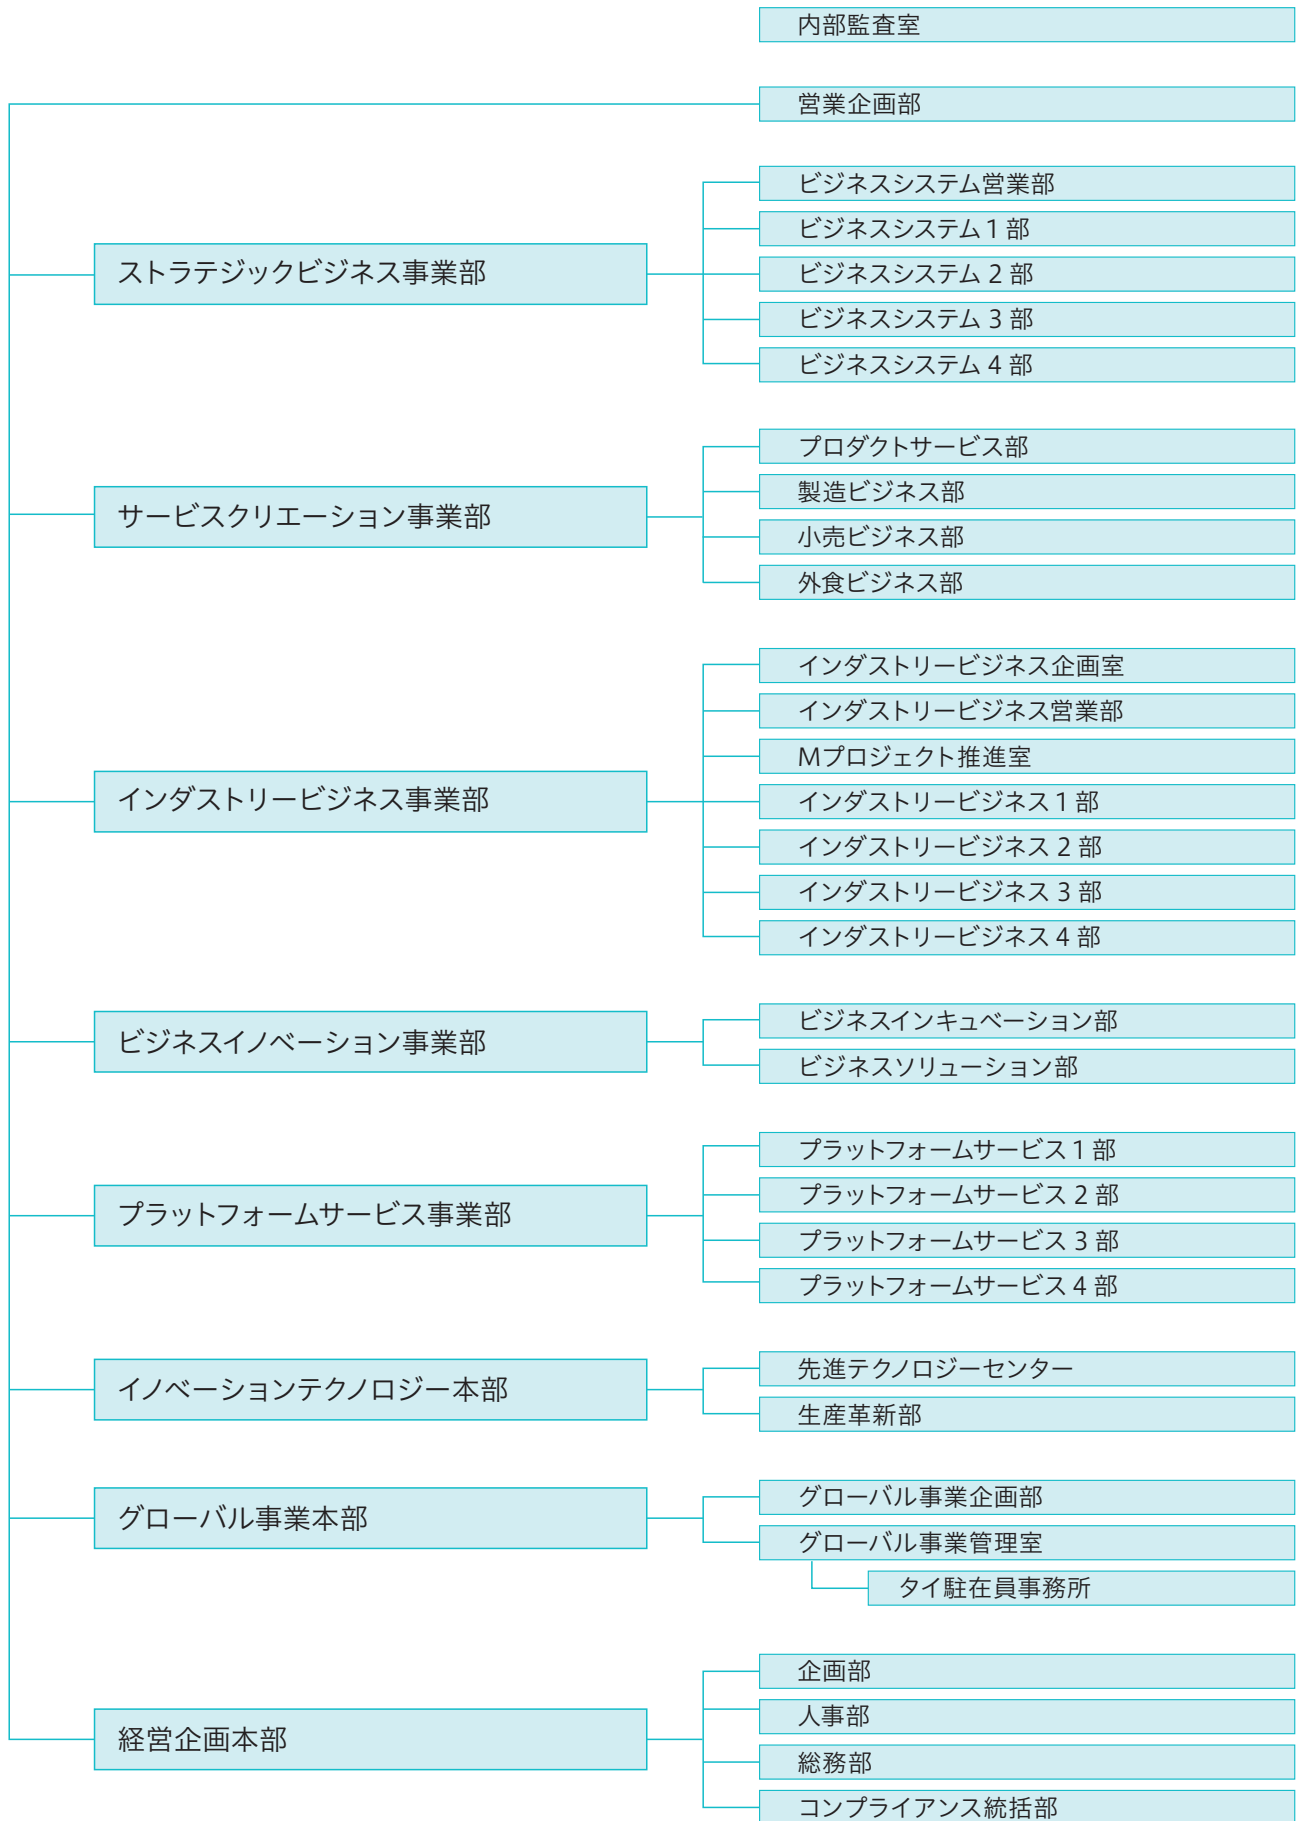 内部監査室
営業企画部
ストラテジックビジネス事業部
ビジネスシステム営業部
ビジネスシステム1部
ビジネスシステム2部
ビジネスシステム3部
ビジネスシステム4部
サービスクリエーション事業部
プロダクトサービス部
製造ビジネス部
小売ビジネス部
外食ビジネス部
インダストリービジネス事業部
インダストリービジネス企画室
インダストリービジネス営業部
Mプロジェクト推進室
インダストリービジネス1部
インダストリービジネス2部
インダストリービジネス3部
インダストリービジネス4部
ビジネスイノベーション事業部
ビジネスインキュベーション部
ビジネスソリューション部
プラットフォームサービス事業部
プラットフォームサービス1部
プラットフォームサービス2部
プラットフォームサービス3部
プラットフォームサービス4部
イノベーションテクノロジー本部
先進テクノロジーセンター
生産革新部
グローバル事業本部
グローバル事業企画部
グローバル事業管理室
タイ駐在員事務所
経営企画本部
企画部
人事部
総務部
コンプライアンス統括部